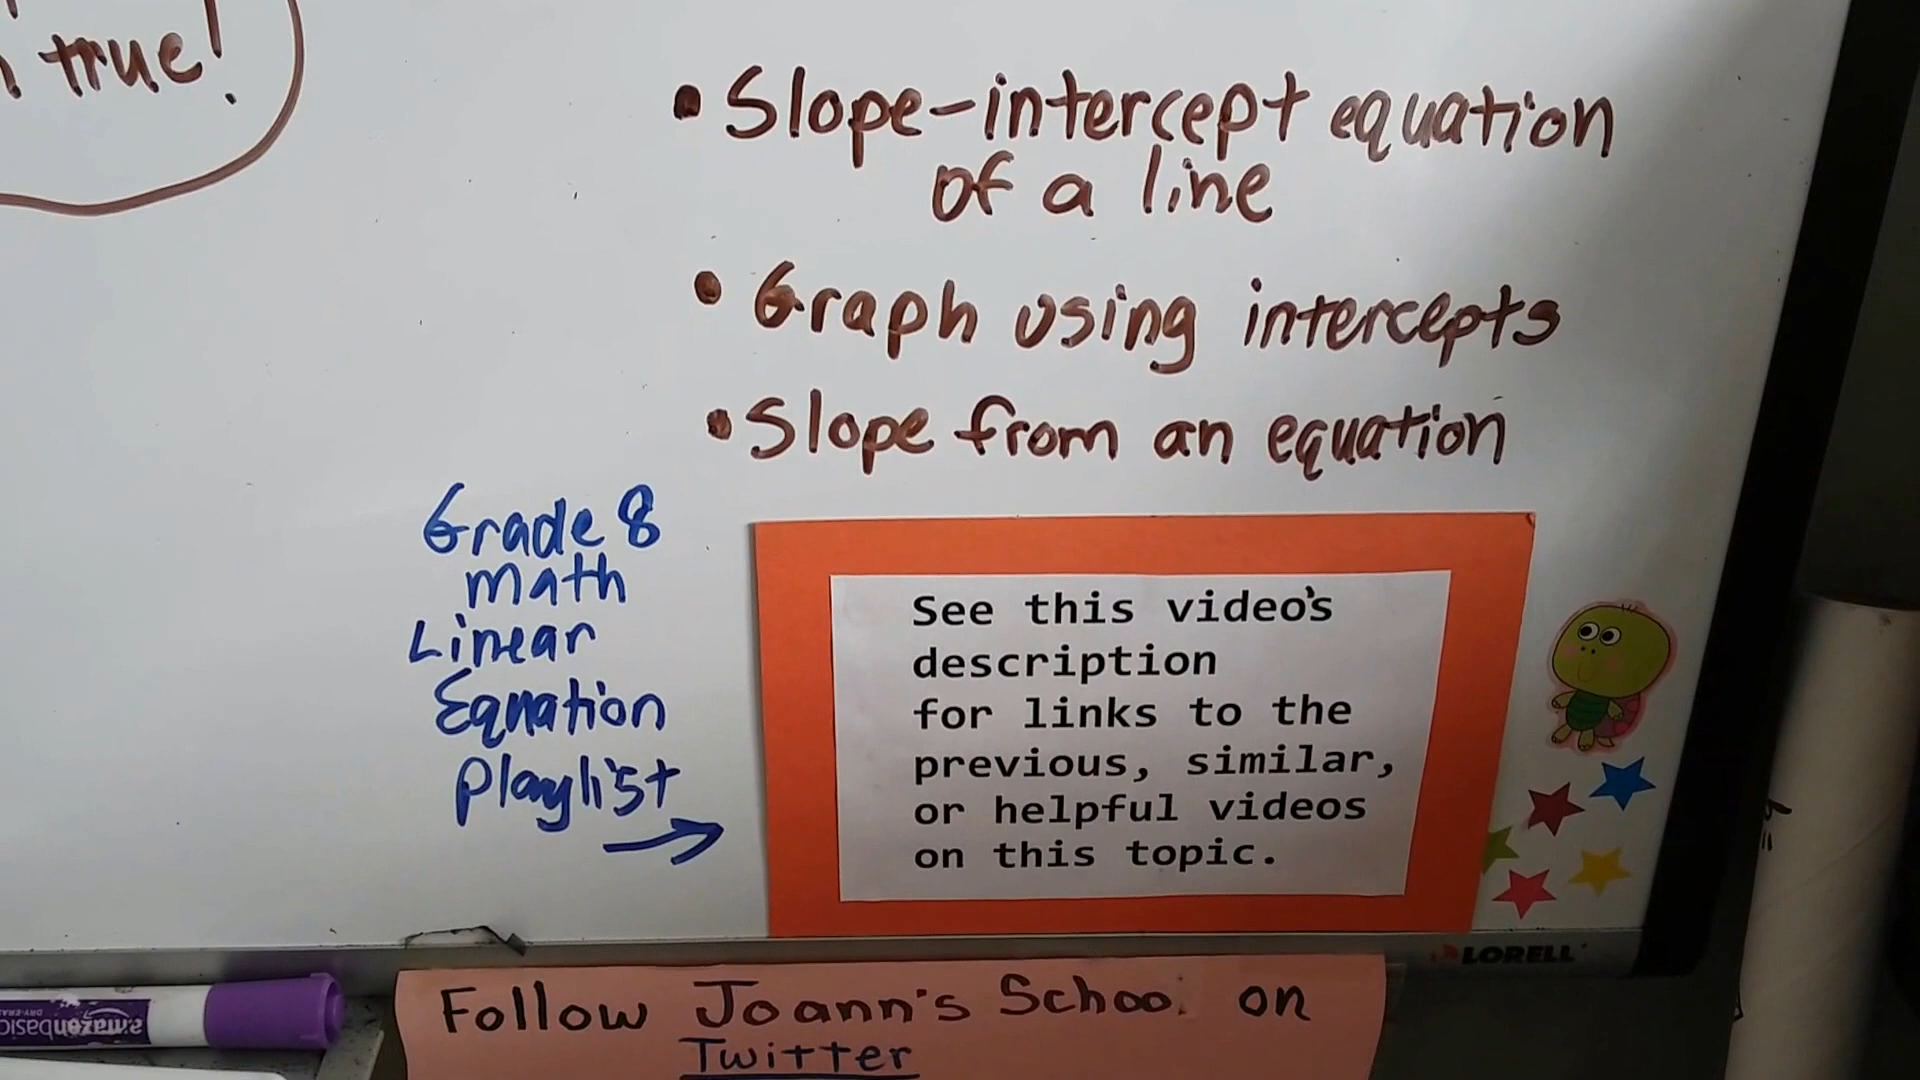 true!
• Slope-intercept equation
of a line
• Graph using intercepts
• Slope from an equation
Grade 8
math
Linear
Equation
Playlist
See this video's
description
for links to the
previous, similar,
or helpful videos
on this topic.
LORELL
amazonbasics
Follow Joann's School on
Twitter